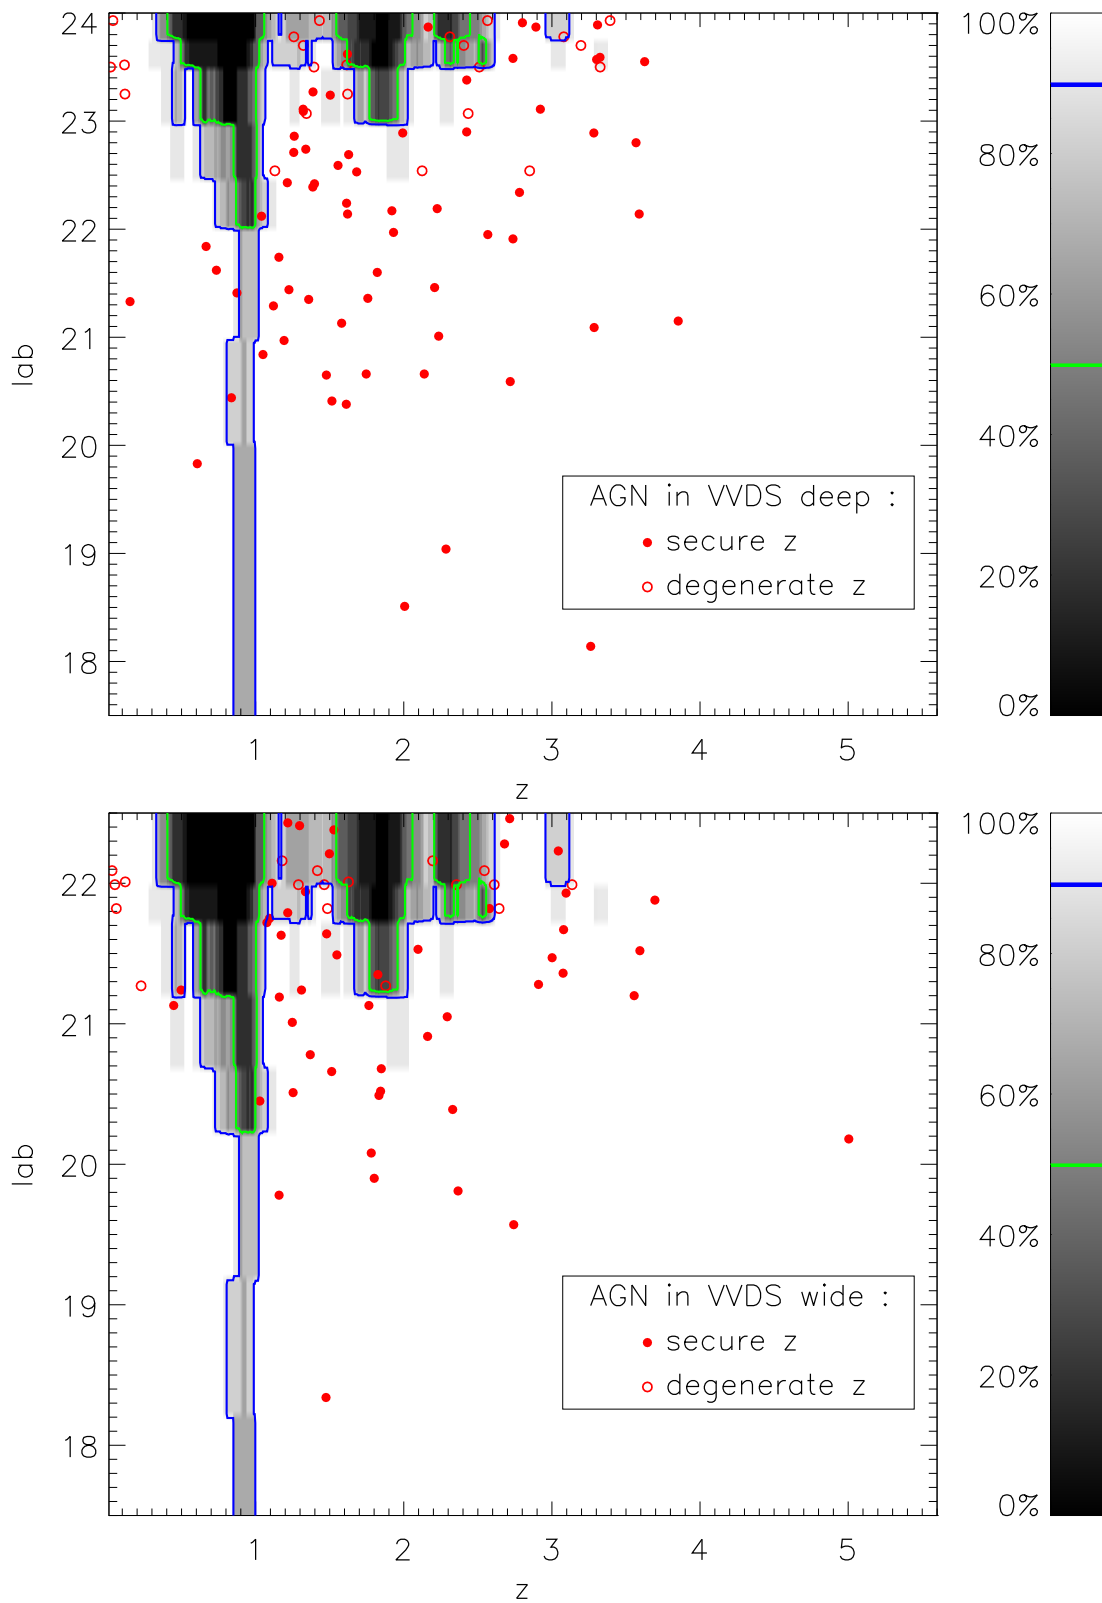 24
23
22
21
20
19
18
Iab
AGN in VVDS deep :
secure z
degenerate z
1 2 3 4 5
z
100%
80%
60%
40%
20%
0%
22
21
20
19
18
Iab
AGN in VVDS wide :
secure z
degenerate z
1 2 3 4 5
z
100%
80%
60%
40%
20%
0%